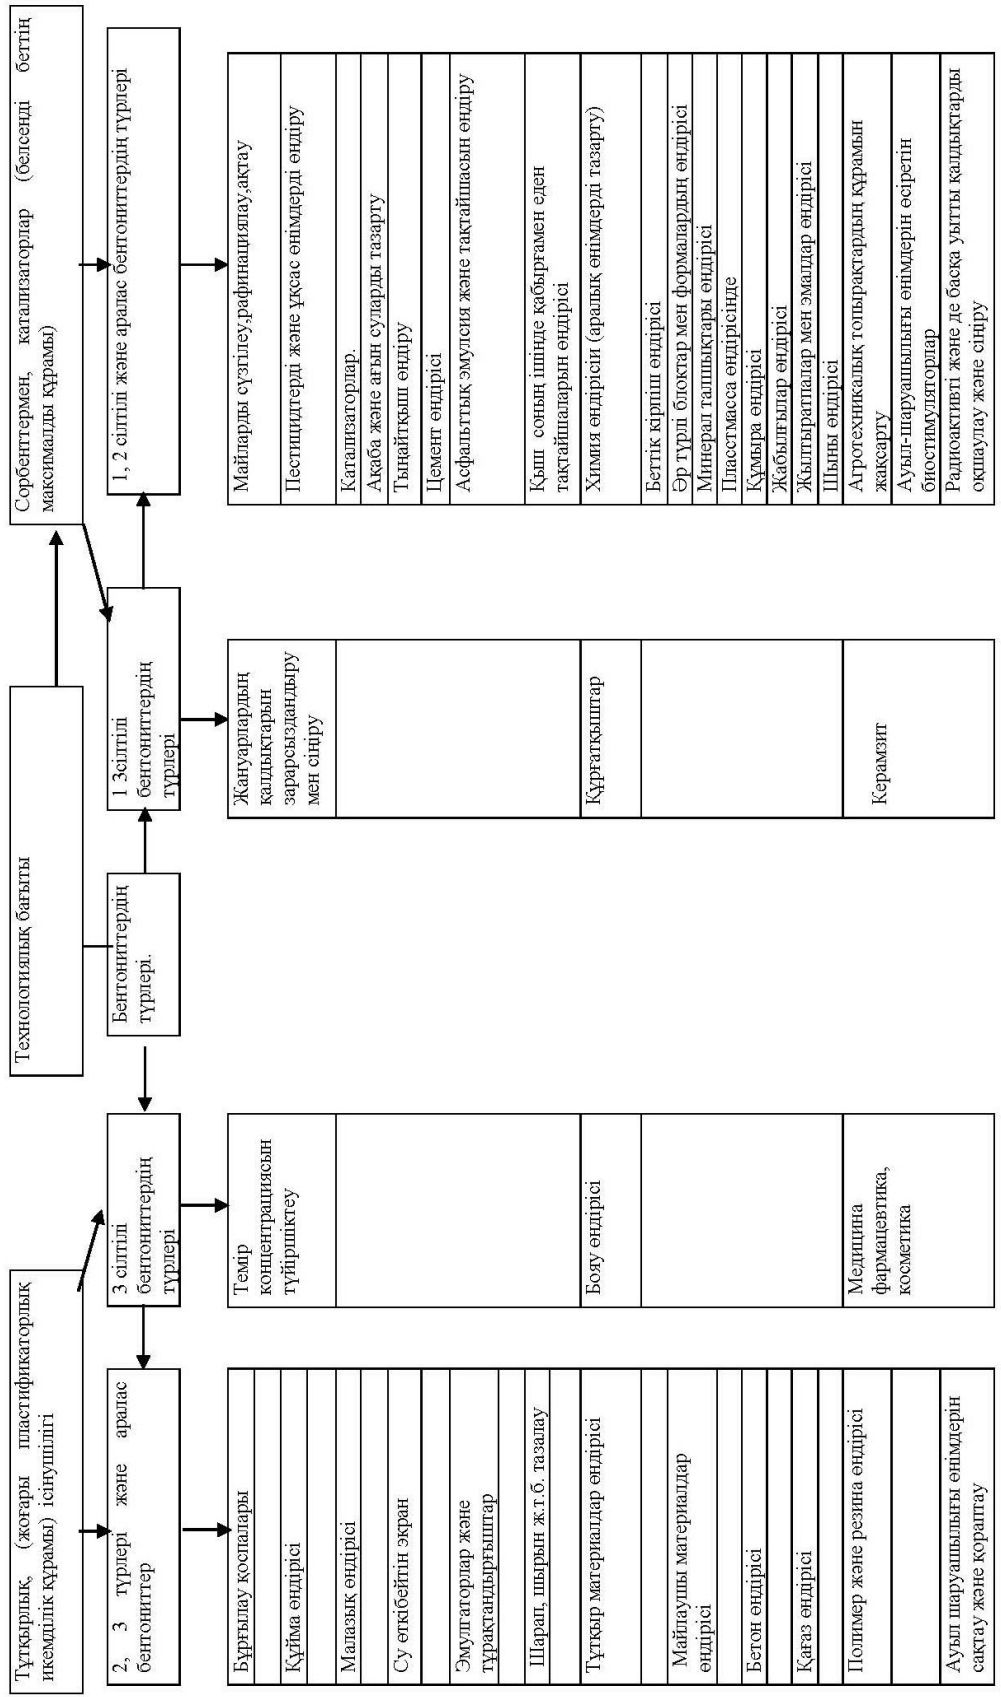 Тұтқырлық, (жоғары пластификаторлық
икемділік құрамы) ісінушілігі
Технологиялық бағыты
Сорбенттермен, катализаторлар (белсенді беттің
максималды құрамы)
2, 3 түрлері және аралас
бентониттер
3 сілтілі
бентониттердің
түрлері
Бентониттердің
түрлері.
1 3сілтілі
бентониттердің
түрлері
1, 2 сілтілі және аралас бентониттердің түрлері
Бұрғылау қоспалары
Құйма өндірісі
Малазық өндірісі
Су өткібейтін экран
Эмулгаторлар және
тұрақтандырғыштар
Шарап, шырын ж.т.б. тазалау
Тұтқыр материалдар өндірісі
Майлаушы материалдар
өндірісі
Бетон өндірісі
Қағаз өндірісі
Полимер және резина өндірісі
Ауыл шаруашылығы өнімдерін
сақтау және қораптау
Темір
концентрациясын
түйіршіктеу
Бояу өндірісі
Медицина
фармацевтика,
косметика
Жануарлардың
қалдықтарын
зарарсыздандыру
мен сіңіру
Құрғатқыштар
Керамзит
Майларды сүзгілеу,рафинациялау,ақтау
Пестицидтерді және ұқсас өнімдерді өндіру
Катализаторлар.
Ақаба және ағын суларды тазарту
Тыңайтқыш өндіру
Цемент өндірісі
Асфальттық эмулсия және тақтайшасын өндіру
Қыш соның ішінде қабырғамен еден
тақтайшаларын өндірісі
Химия өндірісін (аралық өнімдерді тазарту)
Беттік кірпіш өндірісі
Әр түрлі блоктар мен формалардың өндірісі
Минерал талшықтары өндірісі
Пласстмасса өндірісінде
Құмыра өндірісі
Жабылғылар өндірісі
Жылтыратпалар мен эмалдар өндірісі
Шыны өндірісі
Агротехникалық топырақтардың құрамын
жақсарту
Ауыл-шаруашылығы өнімдерін өсіретін
биостимуляторлар
Радиоактивті және де басқа уытты қалдықтарды
оқшаулау және сіңіру